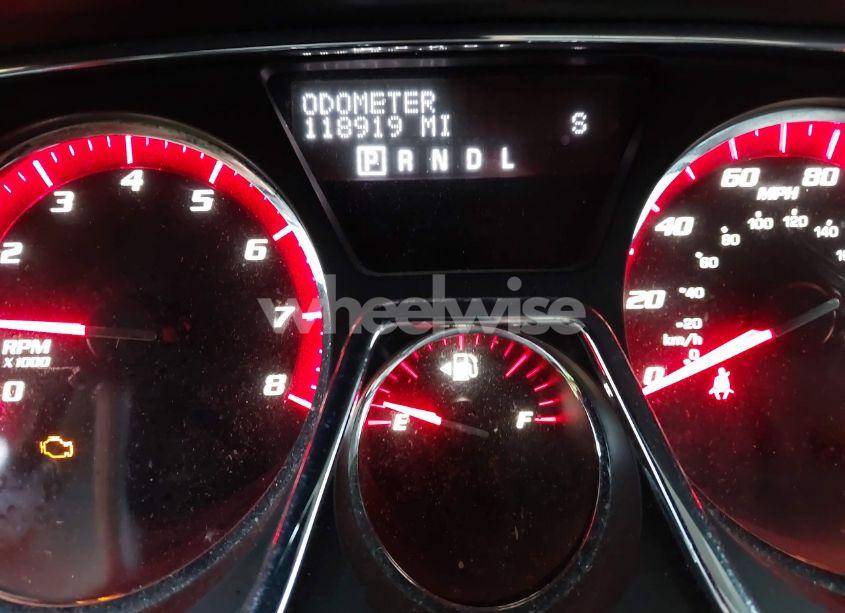 ODOMETER
118919 MI S
P R N D L
2 3 4 5 6 7 8
RPM
X1000
0
E F
0 20 40 60 80
MPH
0 20 40 60 80 100 120 140
km/h
wheelwise